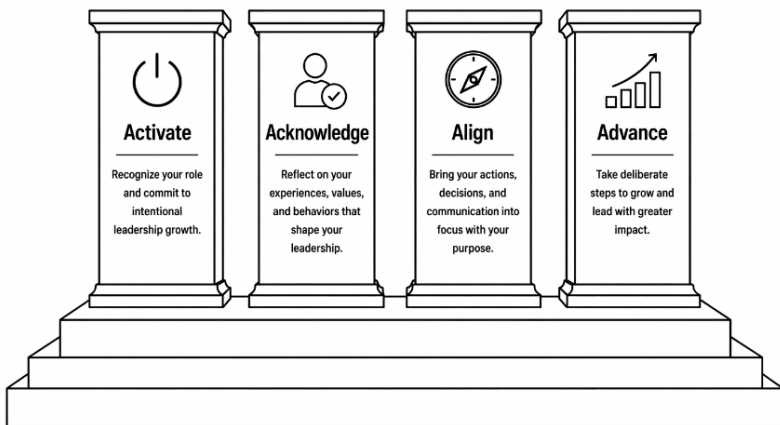 Activate
Recognize your role
and commit to
intentional
leadership growth.
Acknowledge
Reflect on your
experiences, values,
and behaviors that
shape your
leadership.
Align
Bring your actions,
decisions, and
communication into
focus with your
purpose.
Advance
Take deliberate
steps to grow and
lead with greater
impact.